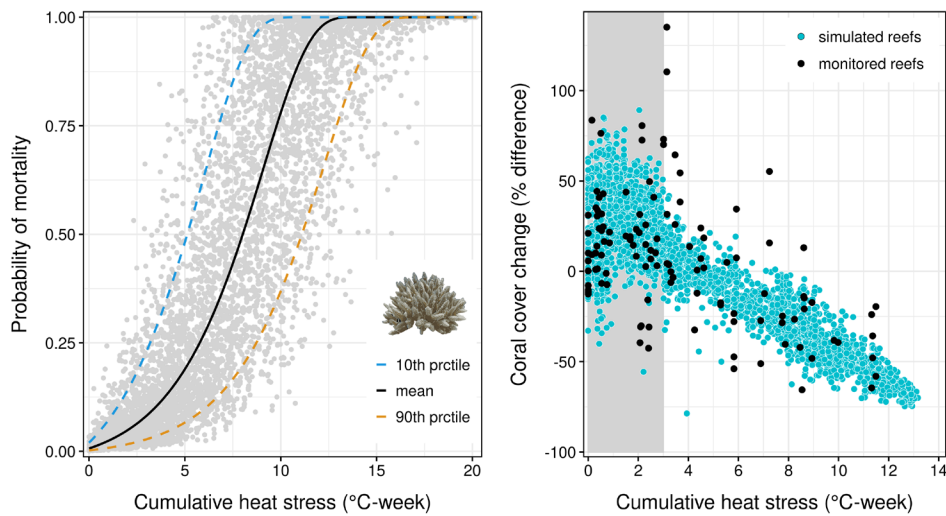 Probability of mortality
1.00
0.75
0.50
0.25
0.00
0
5
10
15
20
Cumulative heat stress (°C-week)
10th prctile
mean
90th prctile
Coral cover change (% difference)
100
50
0
-50
-100
0
2
4
6
8
10
12
14
Cumulative heat stress (°C-week)
simulated reefs
monitored reefs